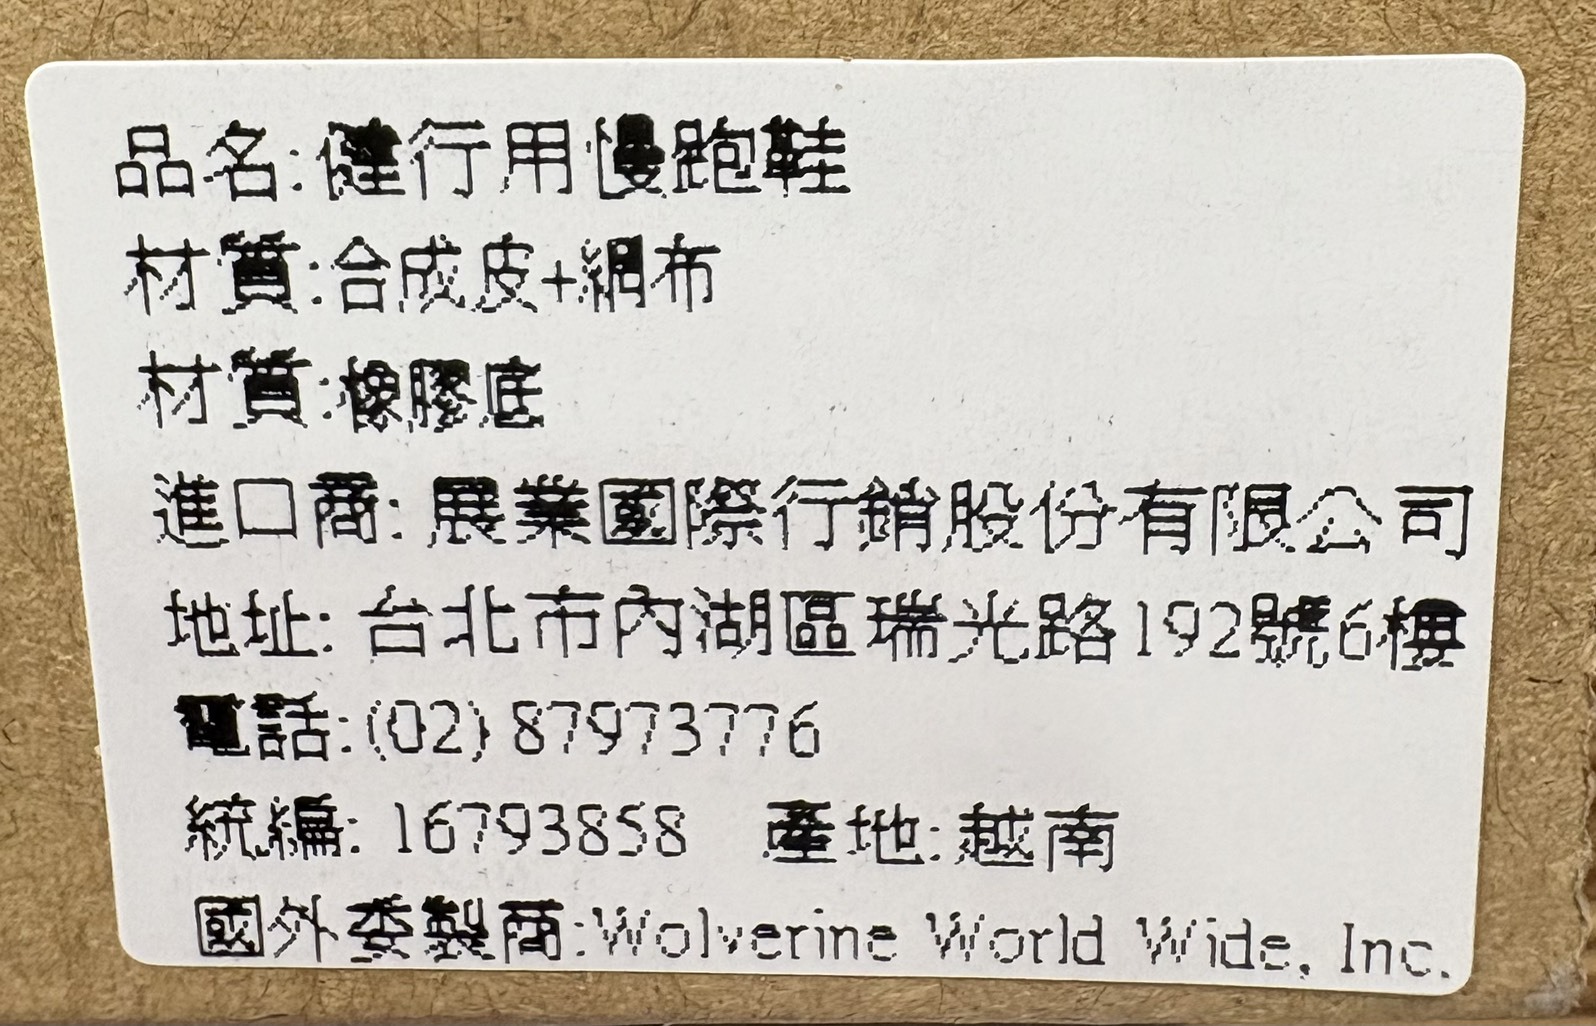 品名:健行用慢跑鞋
材質:合成皮+網布
材質:橡膠底
進口商:展業國際行銷股份有限公司
地址:台北市內湖區瑞光路192號6樓
電話:(02)87973776
統編:16793858 產地:越南
國外委製商:Wolverine World Wide, Inc.